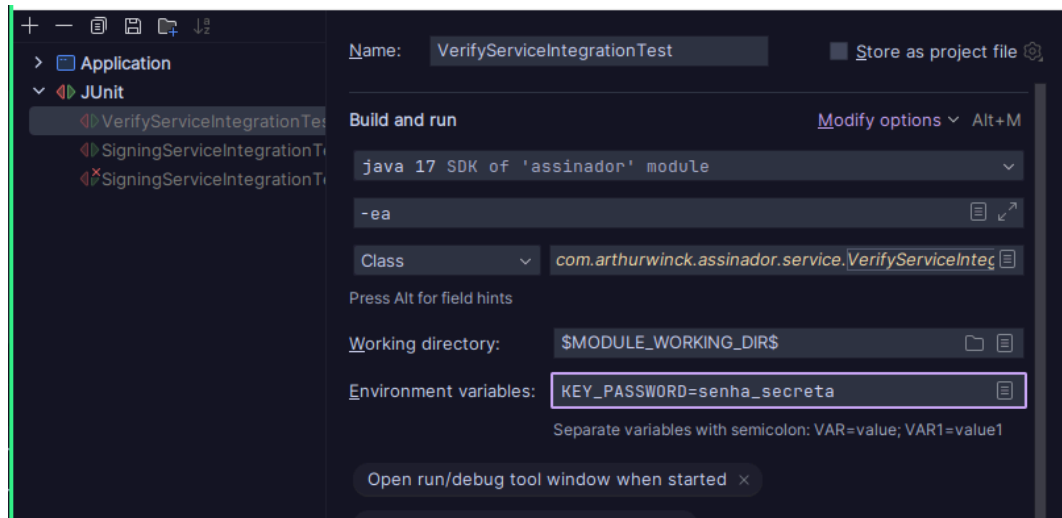 Application
JUnit
VerifyServiceIntegrationTes
SigningServiceIntegrationT
SigningServiceIntegrationT
Name: VerifyServiceIntegrationTest Store as project file
Build and run Modify options Alt+M
java 17 SDK of 'assinador' module
-ea
Class com.arthurwinck.assinador.service.VerifyServiceInteg
Press Alt for field hints
Working directory: $MODULE_WORKING_DIR$
Environment variables: KEY_PASSWORD=senha_secreta
Separate variables with semicolon: VAR=value; VAR1=value1
Open run/debug tool window when started ×